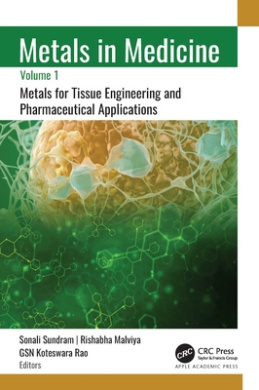 Metals in Medicine
Volume 1
Metals for Tissue Engineering and
Pharmaceutical Applications
Sonali Sundram | Rishabha Malviya
GSN Koteswara Rao
Editors
CRC
CRC Press
Taylor & Francis Group
APPLE ACADEMIC PRESS